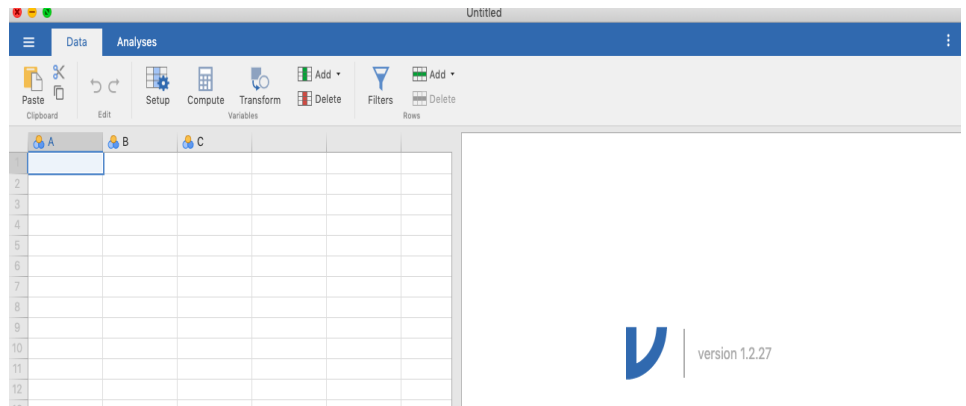 Untitled
Data Analyses
Paste Setup Compute Transform Add Delete Filters Add Delete
Clipboard Edit Variables Rows
A B C
1
2
3
4
5
6
7
8
9
10
11
12
version 1.2.27